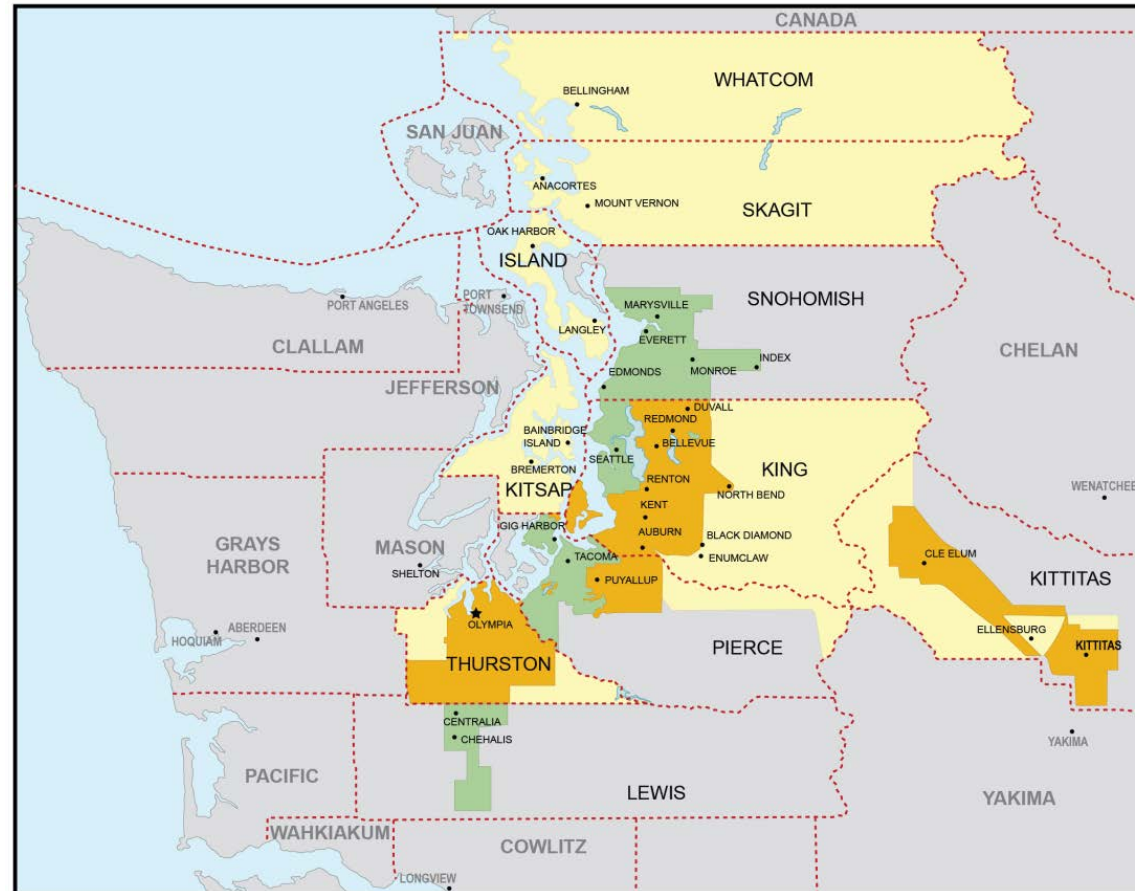 CANADA
WHATCOM
BELLINGHAM
SAN JUAN
ANACORTES
MOUNT VERNON
SKAGIT
OAK HARBOR
ISLAND
PORT ANGELES
PORT
TOWNSEND
MARYSVILLE
SNOHOMISH
LANGLEY
EVERETT
CLALLAM
INDEX
MONROE
CHELAN
EDMONDS
JEFFERSON
DUVALL
REDMOND
BAINBRIDGE
ISLAND
BELLEVUE
SEATTLE
BREMERTON
KING
KITSAP
RENTON
NORTH BEND
WENATCHEE
KENT
GIG HARBOR
AUBURN
BLACK DIAMOND
GRAYS
HARBOR
MASON
TACOMA
ENUMCLAW
CLE ELUM
SHELTON
PUYALLUP
KITTITAS
OLYMPIA
ABERDEEN
HOQUIAM
ELLENSBURG
KITTITAS
PIERCE
THURSTON
CENTRALIA
CHEHALIS
YAKIMA
PACIFIC
LEWIS
YAKIMA
WAHKIAKUM
COWLITZ
LONGVIEW